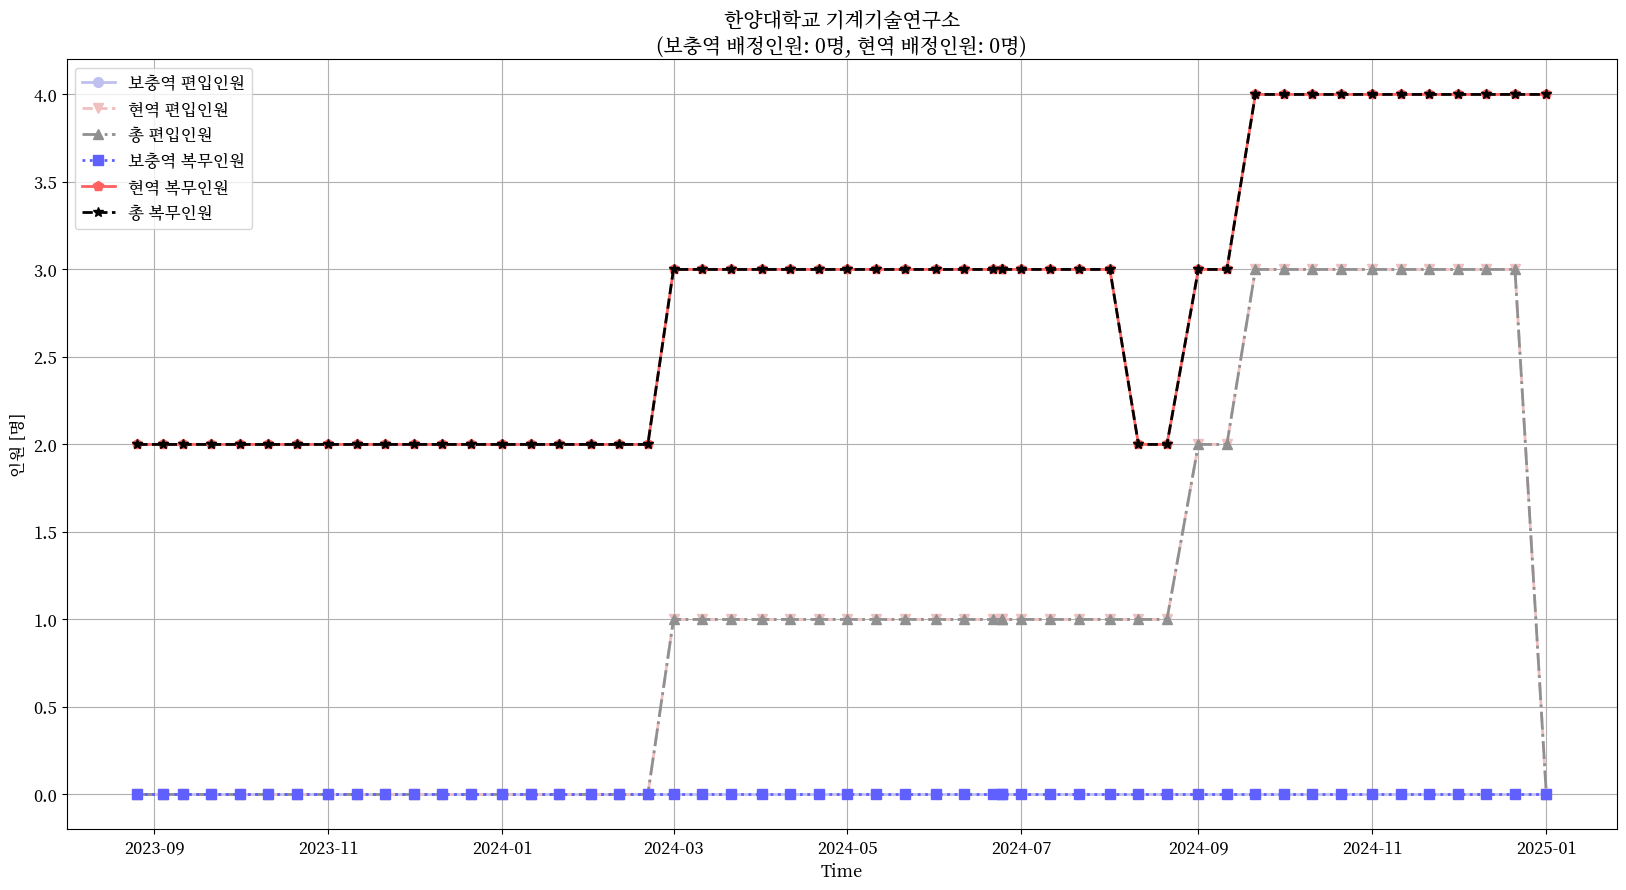 한양대학교 기계기술연구소
(보충역 배정인원: 0명, 현역 배정인원: 0명)
보충역 편입인원
현역 편입인원
총 편입인원
보충역 복무인원
현역 복무인원
총 복무인원
인원 [명]
4.0
3.5
3.0
2.5
2.0
1.5
1.0
0.5
0.0
2023-09 2023-11 2024-01 2024-03 2024-05 2024-07 2024-09 2024-11 2025-01
Time